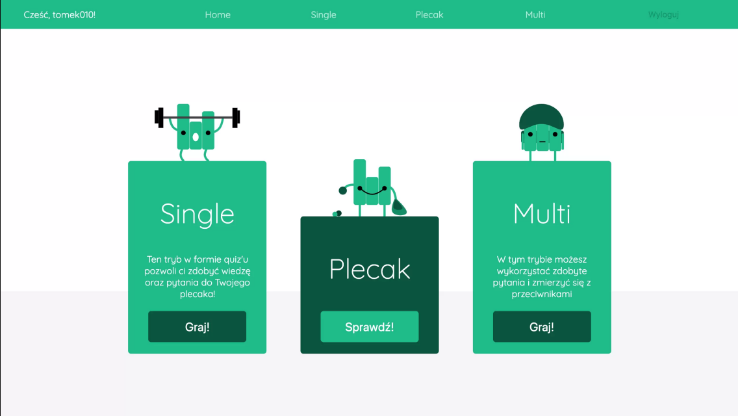 Cześć, tomek010! Home Single Plecak Multi Wyloguj
Single
Ten tryb w formie quiz'u
pozwoli ci zdobyć wiedzę
oraz pytania do Twojego
plecaka!
Graj!
Plecak
Sprawdź!
Multi
W tym trybie możesz
wykorzystać zdobyte
pytania i zmierzyć się z
przeciwnikami
Graj!